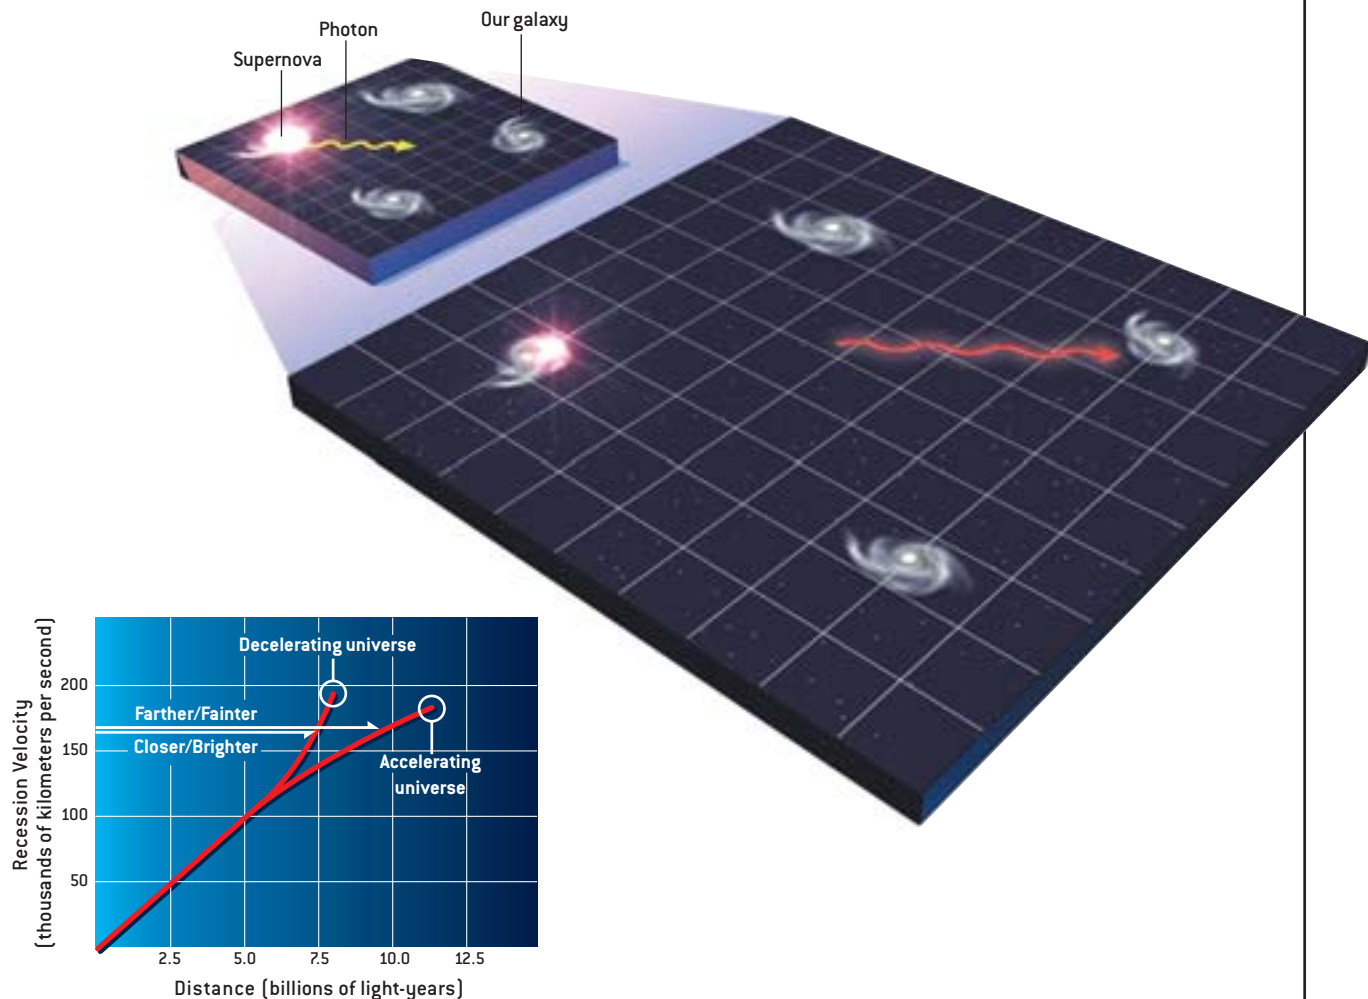 Our galaxy
Photon
Supernova
Recession Velocity
(thousands of kilometers per second)
200
150
100
50
Decelerating universe
Farther/Fainter
Closer/Brighter
Accelerating
universe
2.5 5.0 7.5 10.0 12.5
Distance (billions of light-years)